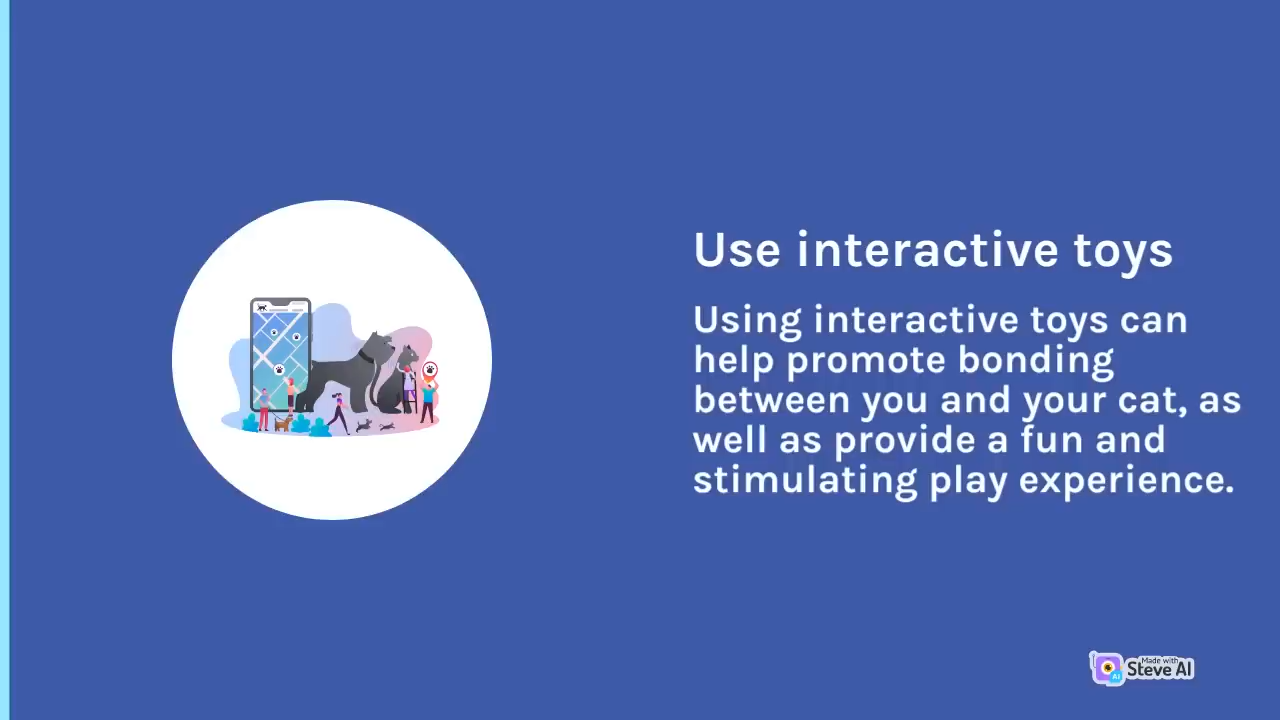 Use interactive toys
Using interactive toys can
help promote bonding
between you and your cat, as
well as provide a fun and
stimulating play experience.
Made with
Steve AI
AI